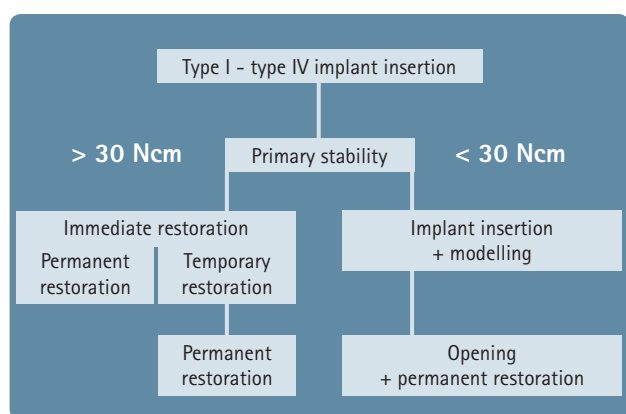 Type I - type IV implant insertion
> 30 Ncm
Primary stability
< 30 Ncm
Immediate restoration
Permanent
restoration
Temporary
restoration
Implant insertion
+ modelling
Permanent
restoration
Opening
+ permanent restoration